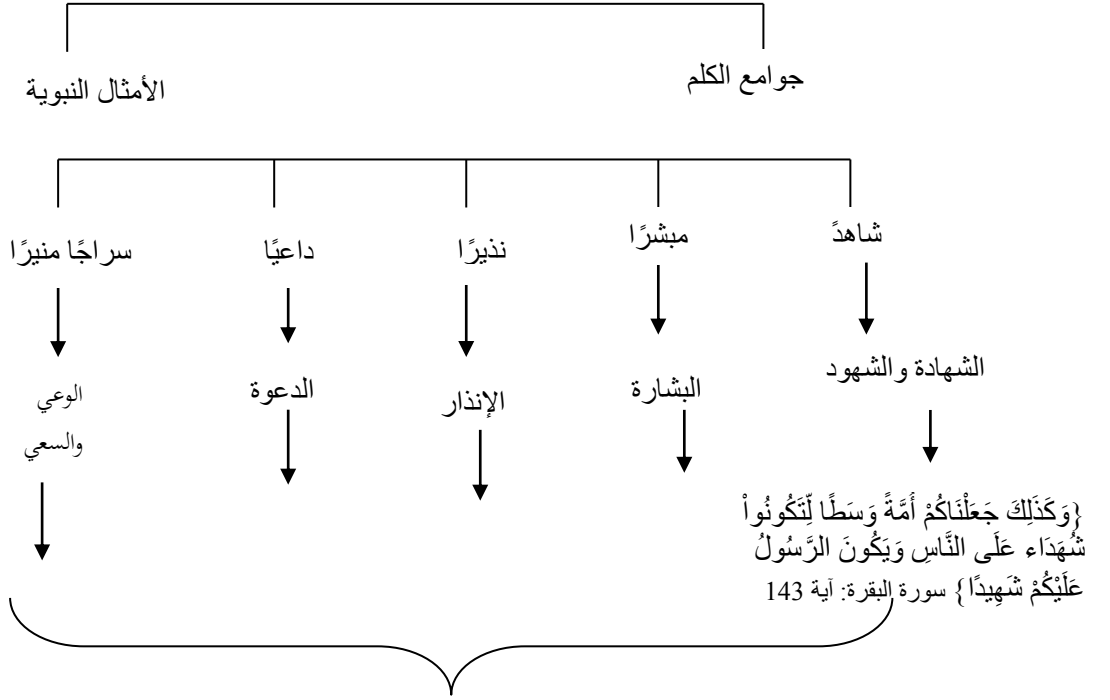 جوامع الكلم
الأمثال النبوية
شاهدً
مبشرًا
نذيرًا
داعيًا
سراجًا منيرًا
الشهادة والشهود
البشارة
الإنذار
الدعوة
الوعي
والسعي
{وَكَذَلِكَ جَعَلْنَاكُمْ أُمَّةً وَسَطًا لِّتَكُونُواْ
شُهَدَاء عَلَى النَّاسِ وَيَكُونَ الرَّسُولُ
عَلَيْكُمْ شَهِيدًا} سورة البقرة: آية 143